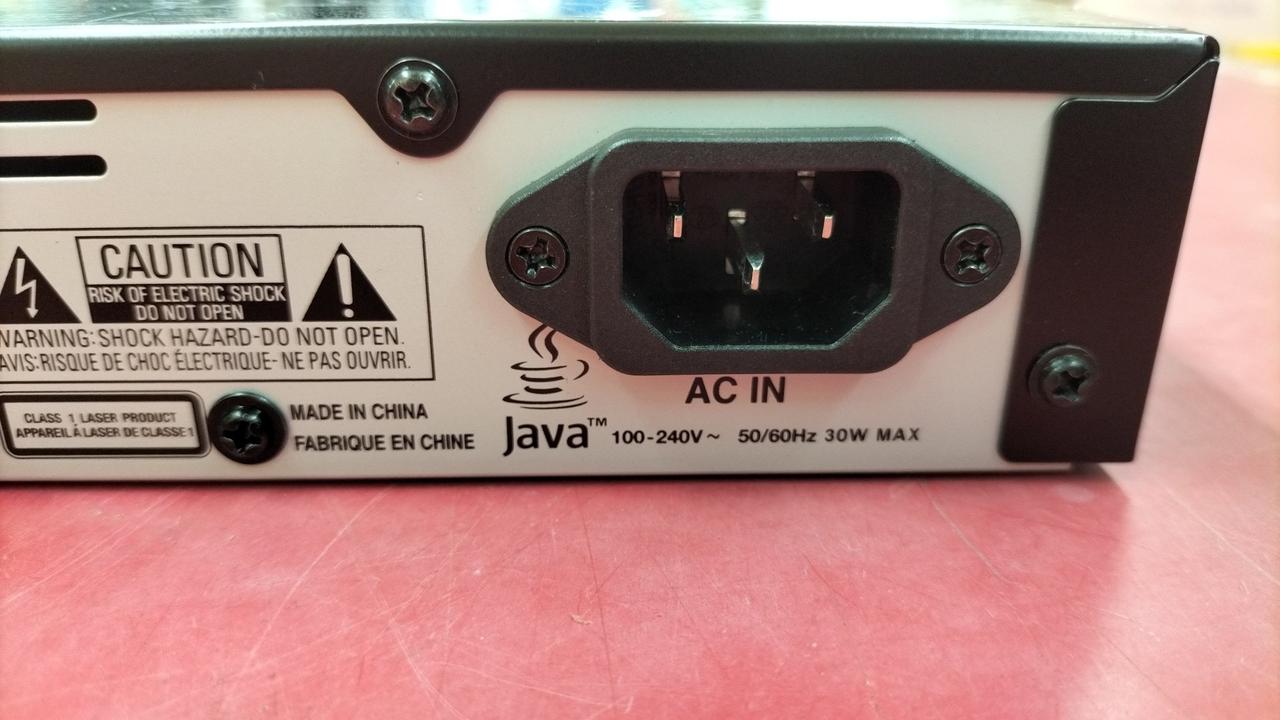 CAUTION
RISK OF ELECTRIC SHOCK
DO NOT OPEN
WARNING: SHOCK HAZARD-DO NOT OPEN.
AVIS: RISQUE DE CHOC ÉLECTRIQUE- NE PAS OUVRIR.
CLASS 1 LASER PRODUCT
APPAREIL À LASER DE CLASSE 1
MADE IN CHINA
FABRIQUE EN CHINE
Java™
AC IN
100-240V~ 50/60Hz 30W MAX